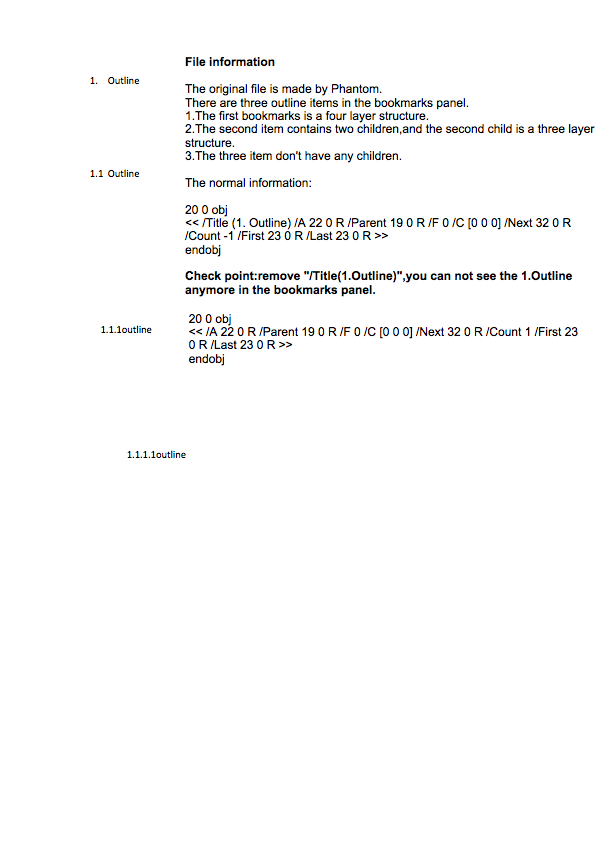 File information
1. Outline
The original file is made by Phantom.
There are three outline items in the bookmarks panel.
1.The first bookmarks is a four layer structure.
2.The second item contains two children,and the second child is a three layer
structure.
3.The three item don't have any children.
1.1 Outline
The normal information:
20 0 obj
<< /Title (1. Outline) /A 22 0 R /Parent 19 0 R /F 0 /C [0 0 0] /Next 32 0 R
/Count -1 /First 23 0 R /Last 23 0 R >>
endobj
Check point:remove "/Title(1.Outline)",you can not see the 1.Outline
anymore in the bookmarks panel.
20 0 obj
1.1.1outline
<< /A 22 0 R /Parent 19 0 R /F 0 /C [0 0 0] /Next 32 0 R /Count 1 /First 23
0 R /Last 23 0 R >>
endobj
1.1.1.1outline